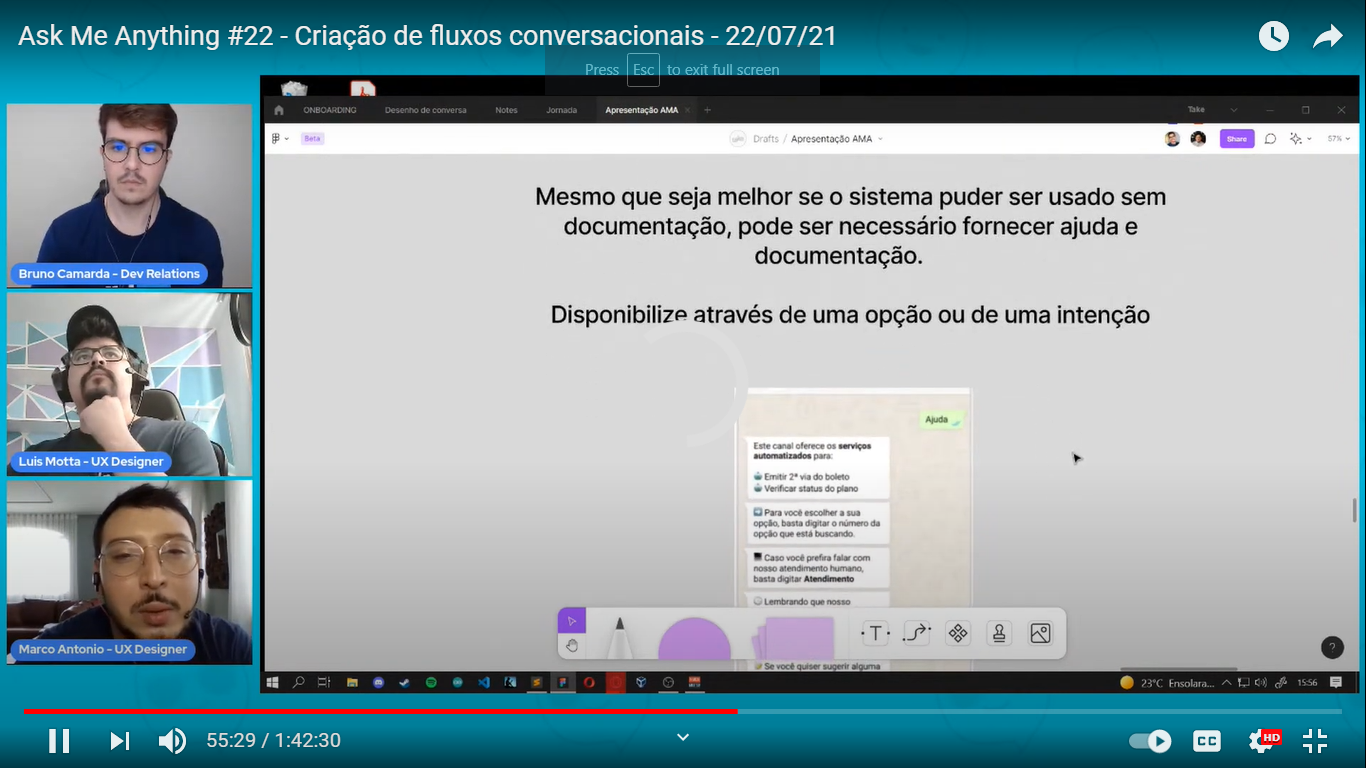 Ask Me Anything #22 - Criação de fluxos conversacionais - 22/07/21
Press Esc to exit full screen
ONBOARDING
Desenho de conversa
Notes
Jornada
Apresentação AMA
Take
Beta
Drafts / Apresentação AMA
Share
57%
Mesmo que seja melhor se o sistema puder ser usado sem
documentação, pode ser necessário fornecer ajuda e
documentação.
Disponibilize através de uma opção ou de uma intenção
Ajuda
Este canal oferece os serviços
automatizados para:
Emitir 2ª via do boleto
Verificar status do plano
Para você escolher a sua
opção, basta digitar o número da
opção que está buscando.
Caso você prefira falar com
nosso atendimento humano,
basta digitar Atendimento
Lembrando que nosso
Se você quiser sugerir alguma
T
?
Bruno Camarda - Dev Relations
Luis Motta - UX Designer
Marco Antonio - UX Designer
23°C Ensolara...
15:56
55:29 / 1:42:30
CC
HD